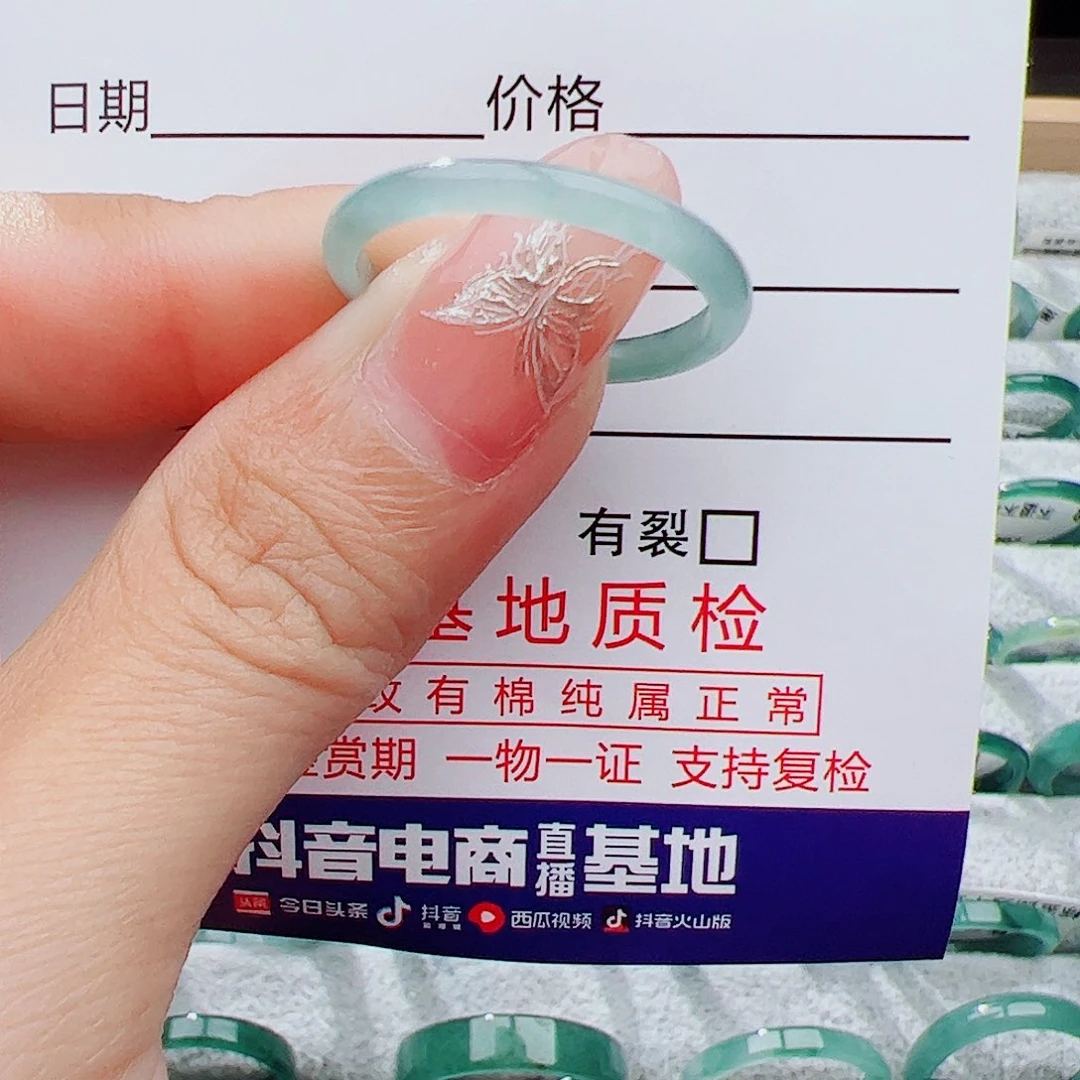 日期 价格
有裂
地质检
有棉纯属正常
赏期 一物一证 支持复检
抖音电商直播基地
头条 今日头条 抖音 西瓜视频 抖音火山版